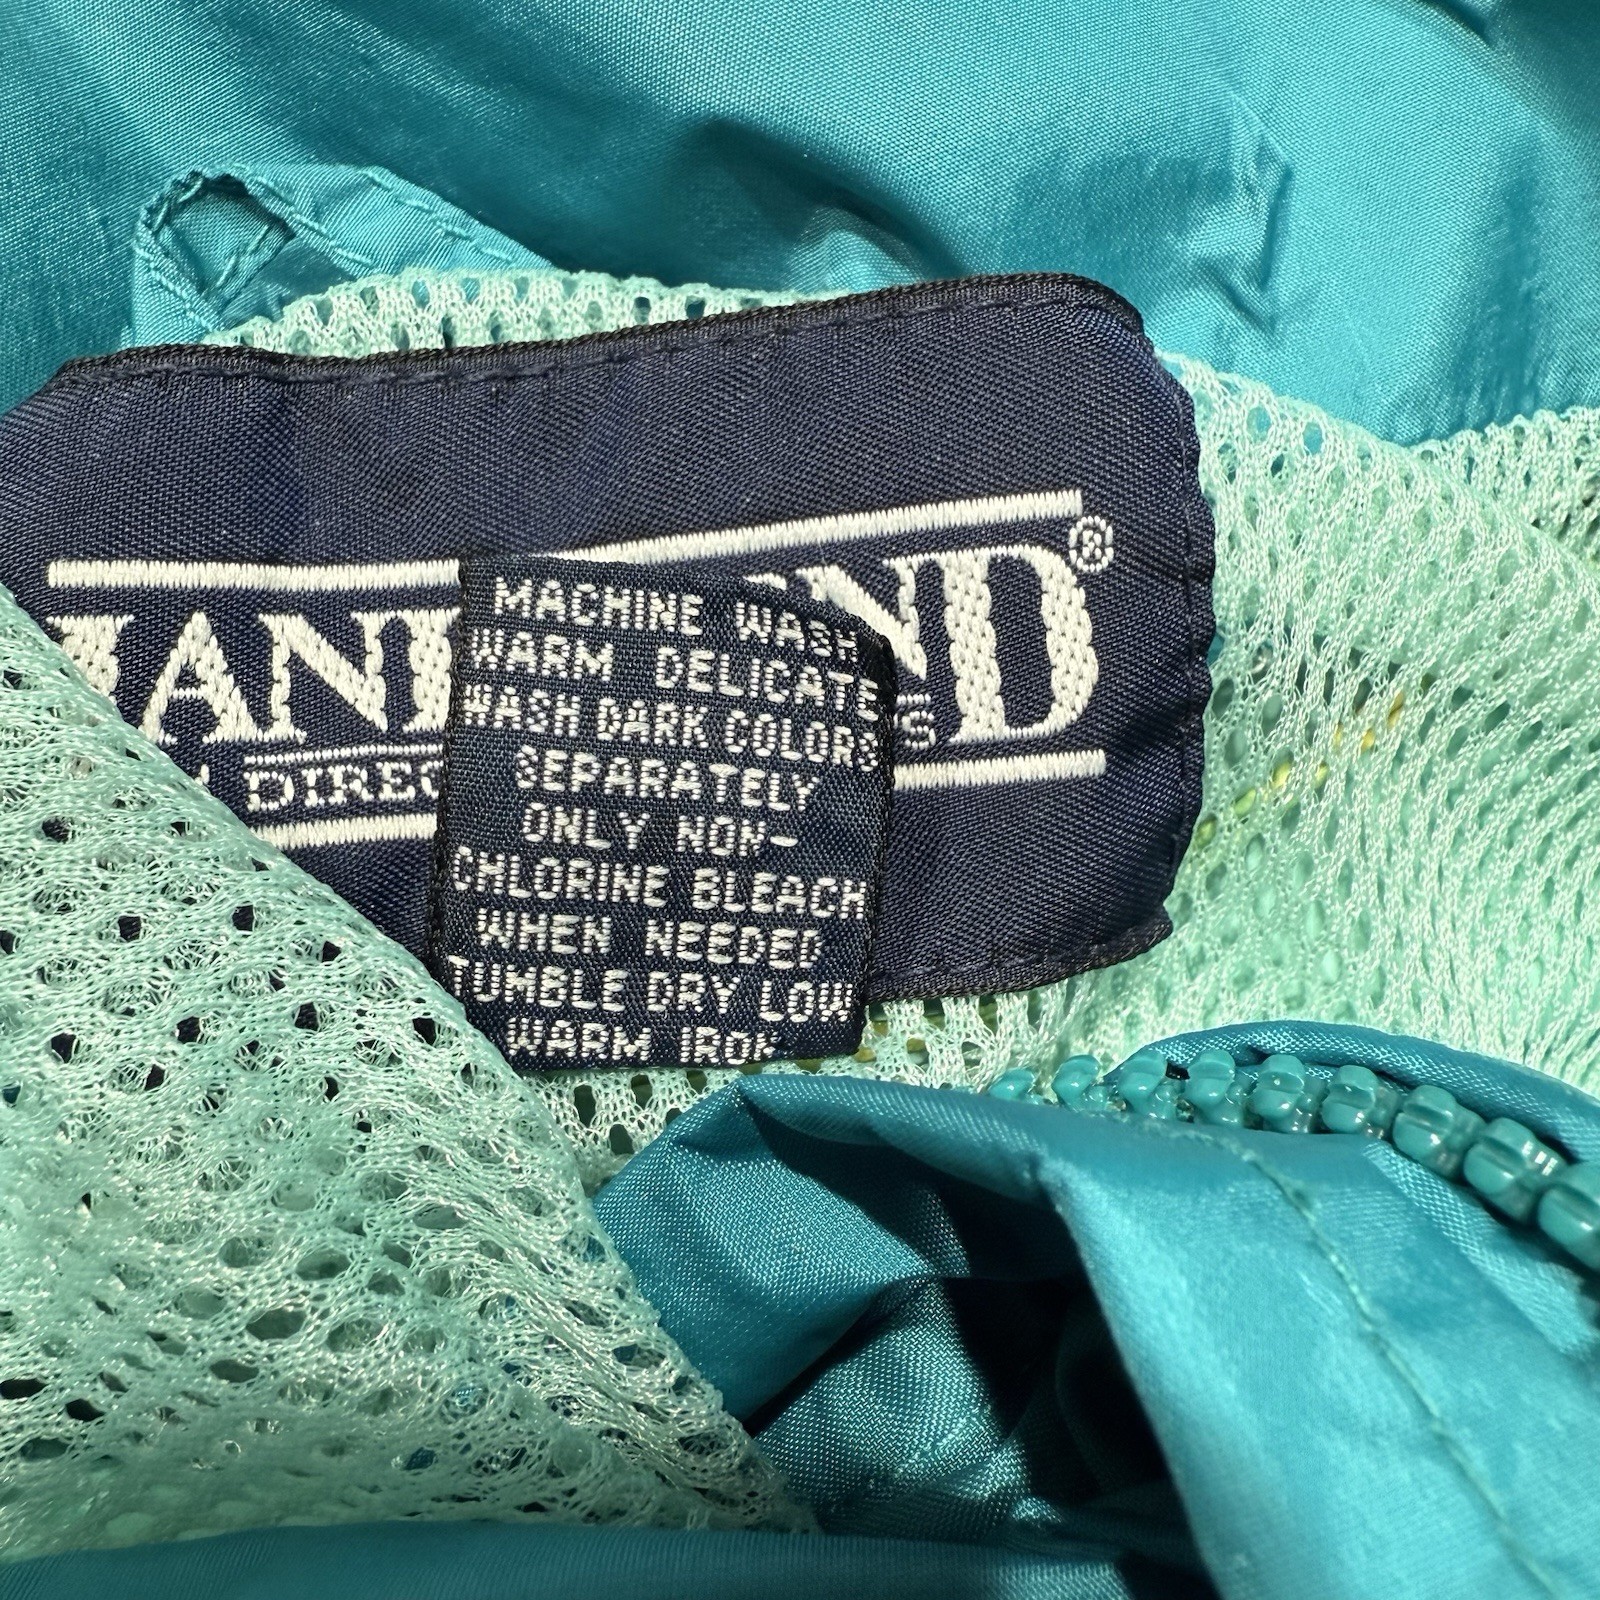 MACHINE WASH
WARM DELICATE
WASH DARK COLORS
SEPARATELY
ONLY NON-
CHLORINE BLEACH
WHEN NEEDED
TUMBLE DRY LOW
WARM IRON